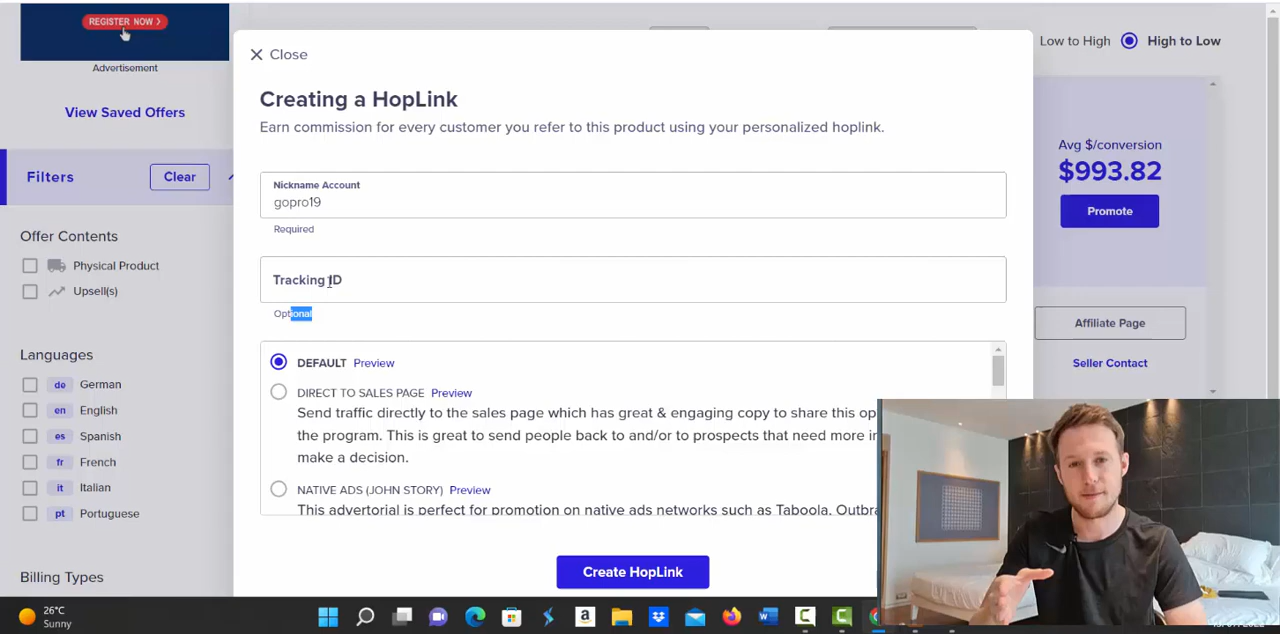 REGISTER NOW >
Advertisement
View Saved Offers
Filters
Clear
Offer Contents
Physical Product
Upsell(s)
Languages
de German
en English
es Spanish
fr French
it Italian
pt Portuguese
Billing Types
Close
Creating a HopLink
Earn commission for every customer you refer to this product using your personalized hoplink.
Nickname Account
gopro19
Required
Tracking ID
Optional
DEFAULT Preview
DIRECT TO SALES PAGE Preview
Send traffic directly to the sales page which has great & engaging copy to share this op
the program. This is great to send people back to and/or to prospects that need more in
make a decision.
NATIVE ADS (JOHN STORY) Preview
This advertorial is perfect for promotion on native ads networks such as Taboola. Outbra
Create HopLink
Low to High
High to Low
Avg $/conversion
$993.82
Promote
Affiliate Page
Seller Contact
26°C
Sunny